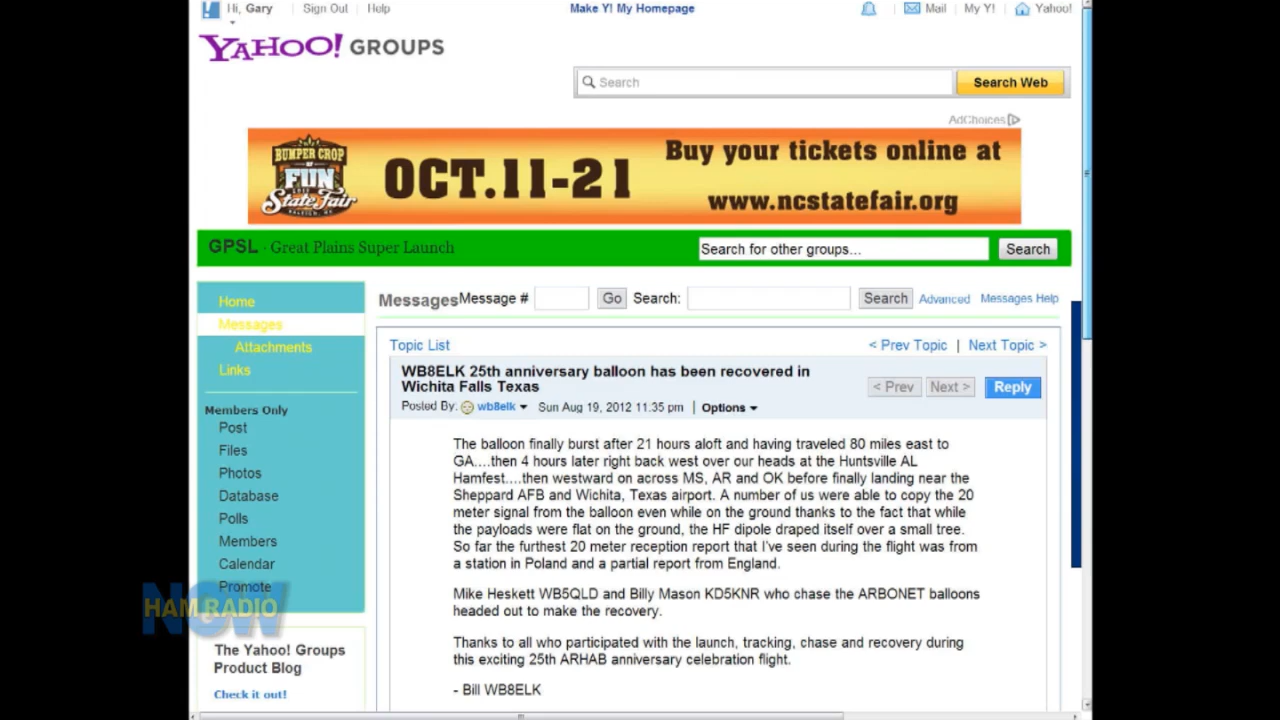 Hi, Gary Sign Out Help Make Y! My Homepage Mail My Y! Yahoo!
YAHOO! GROUPS
Search Search Web
AdChoices
BUMPER CROP
OF
FUN
State Fair
RALEIGH, NC
OCT.11-21
Buy your tickets online at
www.ncstatefair.org
GPSL · Great Plains Super Launch Search for other groups... Search
Home
Messages
Attachments
Links
Members Only
Post
Files
Photos
Database
Polls
Members
Calendar
Promote
NOW
HAM RADIO
The Yahoo! Groups
Product Blog
Check it out!
Messages Message # Go Search: Search Advanced Messages Help
Topic List < Prev Topic | Next Topic >
WB8ELK 25th anniversary balloon has been recovered in
Wichita Falls Texas
< Prev Next > Reply
Posted By: wb8elk Sun Aug 19, 2012 11:35 pm | Options
The balloon finally burst after 21 hours aloft and having traveled 80 miles east to
GA....then 4 hours later right back west over our heads at the Huntsville AL
Hamfest....then westward on across MS, AR and OK before finally landing near the
Sheppard AFB and Wichita, Texas airport. A number of us were able to copy the 20
meter signal from the balloon even while on the ground thanks to the fact that while
the payloads were flat on the ground, the HF dipole draped itself over a small tree.
So far the furthest 20 meter reception report that I've seen during the flight was from
a station in Poland and a partial report from England.
Mike Heskett WB5QLD and Billy Mason KD5KNR who chase the ARBONET balloons
headed out to make the recovery.
Thanks to all who participated with the launch, tracking, chase and recovery during
this exciting 25th ARHAB anniversary celebration flight.
- Bill WB8ELK